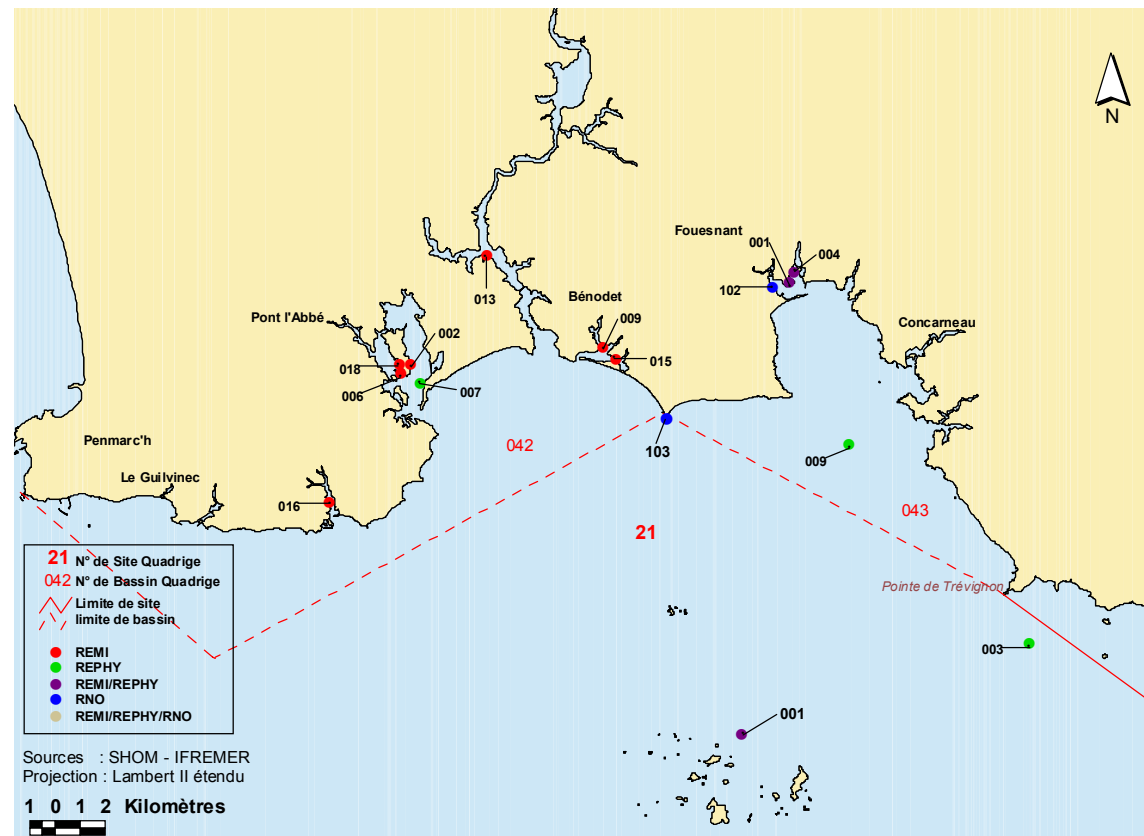 N
Fouesnant
001
004
102
013
Bénodet
009
Pont l'Abbé
002
015
Concarneau
018
006
007
Penmarc'h
042
103
009
Le Guilvinec
016
043
21
21 N° de Site Quadrige
042 N° de Bassin Quadrige
Limite de site
limite de bassin
REMI
REPHY
REMI/REPHY
RNO
REMI/REPHY/RNO
Pointe de Trévignon
003
001
Sources : SHOM - IFREMER
Projection : Lambert II étendu
1 0 1 2 Kilomètres